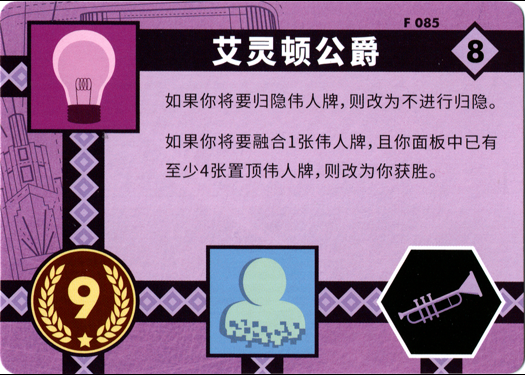 F 085
艾灵顿公爵
8
如果你将要归隐伟人牌，则改为不进行归隐。
如果你将要融合1张伟人牌，且你面板中已有
至少4张置顶伟人牌，则改为你获胜。
9